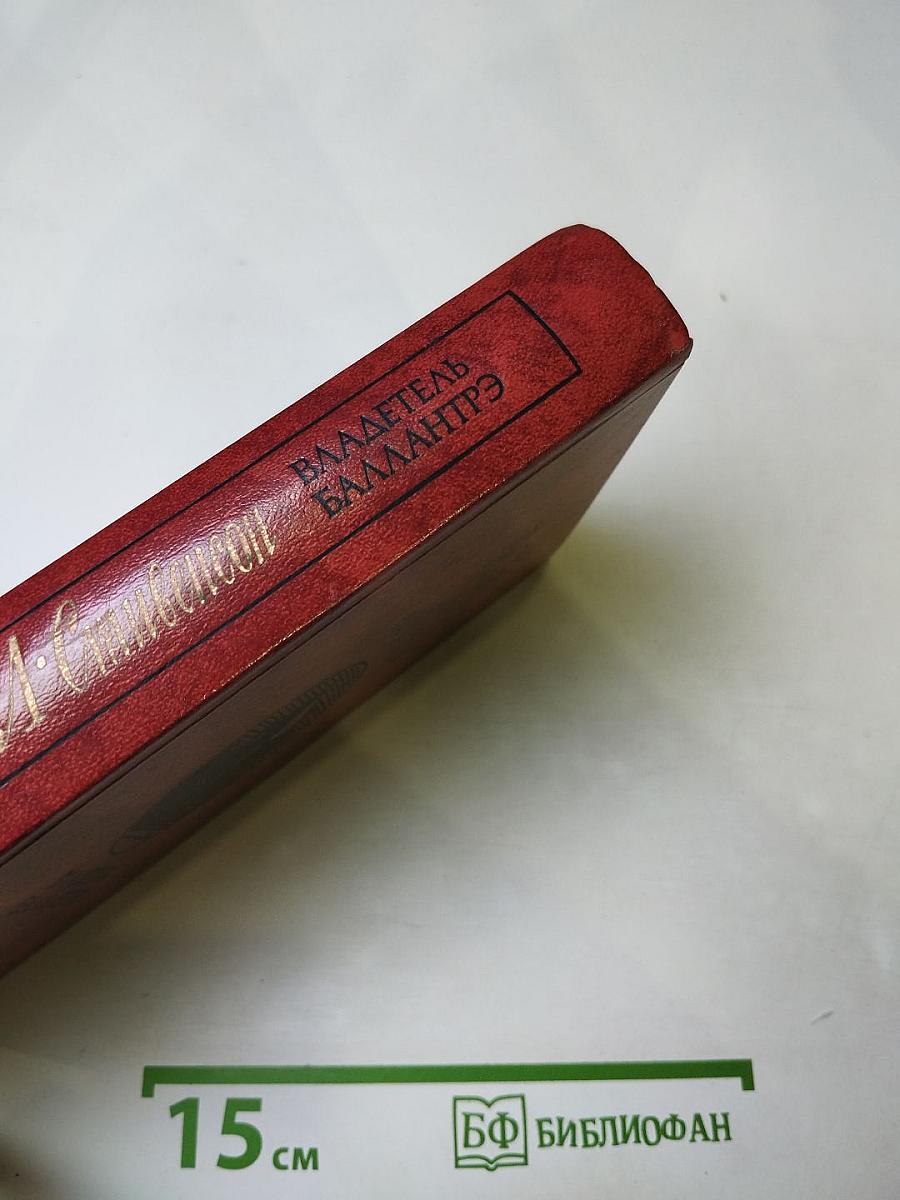 Л·Стивенсон
ВЛАДЕТЕЛЬ
БАЛЛАНТРЭ
15 см
БФ БИБЛИОФАН